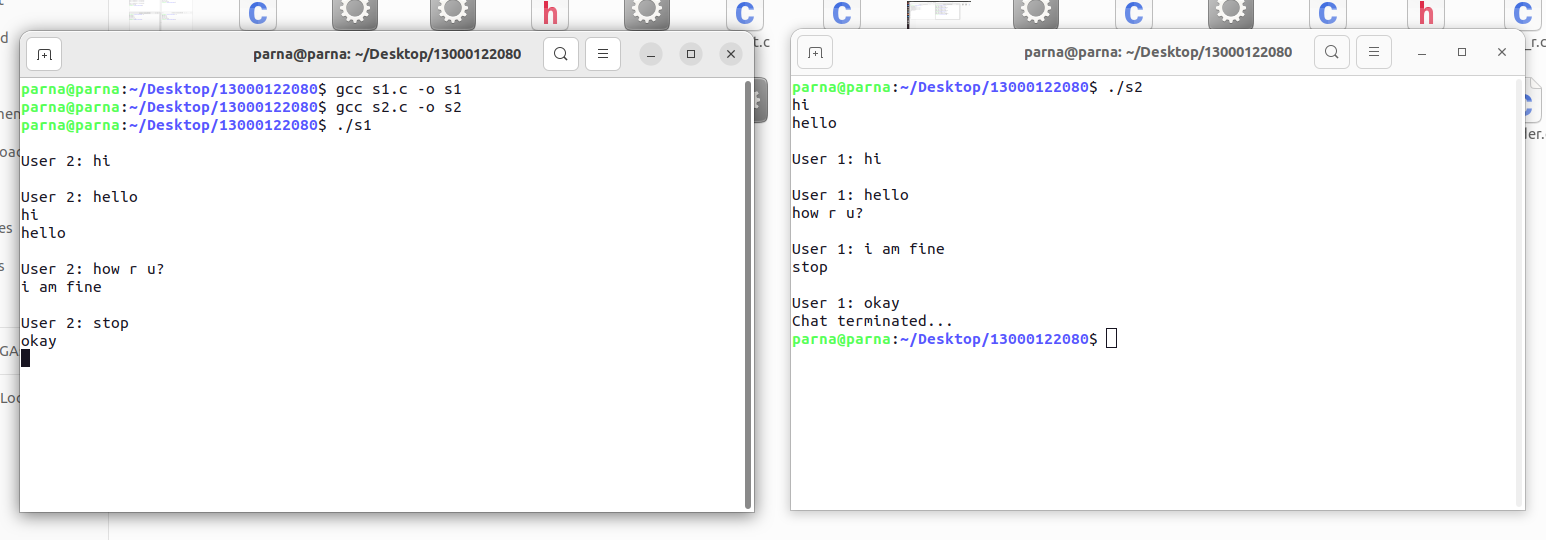 t
d
t.c
_r.c
parna@parna: ~/Desktop/13000122080
parna@parna:~/Desktop/13000122080$ gcc s1.c -o s1
parna@parna:~/Desktop/13000122080$ gcc s2.c -o s2
parna@parna:~/Desktop/13000122080$ ./s1
User 2: hi
User 2: hello
hi
hello
User 2: how r u?
i am fine
User 2: stop
okay
parna@parna: ~/Desktop/13000122080
parna@parna:~/Desktop/13000122080$ ./s2
hi
hello
User 1: hi
User 1: hello
how r u?
User 1: i am fine
stop
User 1: okay
Chat terminated...
parna@parna:~/Desktop/13000122080$
men
oad
es
s
GA
Loc
der.c